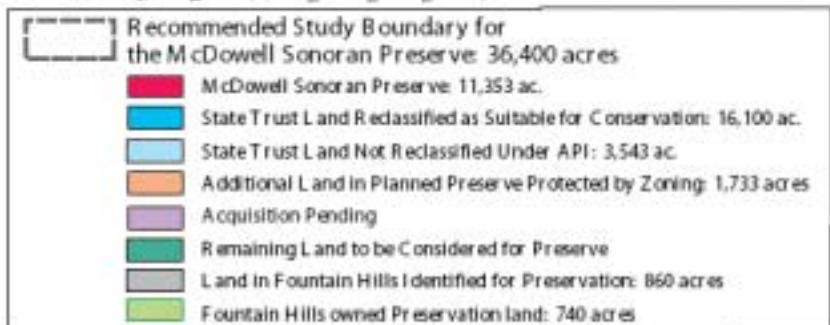 Recommended Study Boundary for
the McDowell Sonoran Preserve: 36,400 acres
McDowell Sonoran Preserve: 11,353 ac.
State Trust Land Reclassified as Suitable for Conservation: 16,100 ac.
State Trust Land Not Reclassified Under API: 3,543 ac.
Additional Land in Planned Preserve Protected by Zoning: 1,733 acres
Acquisition Pending
Remaining Land to be Considered for Preserve
Land in Fountain Hills Identified for Preservation: 860 acres
Fountain Hills owned Preservation land: 740 acres